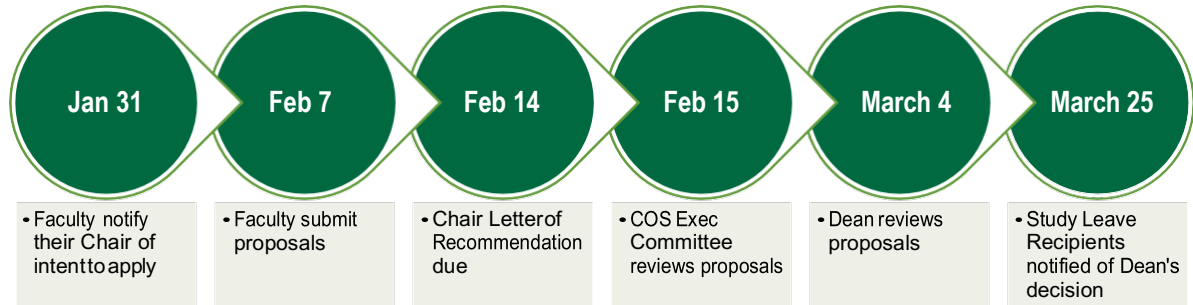 Jan 31
Feb 7
Feb 14
Feb 15
March 4
March 25
• Faculty notify
their Chair of
intent to apply
• Faculty submit
proposals
• Chair Letter of
Recommendation
due
• COS Exec
Committee
reviews proposals
• Dean reviews
proposals
• Study Leave
Recipients
notified of Dean's
decision